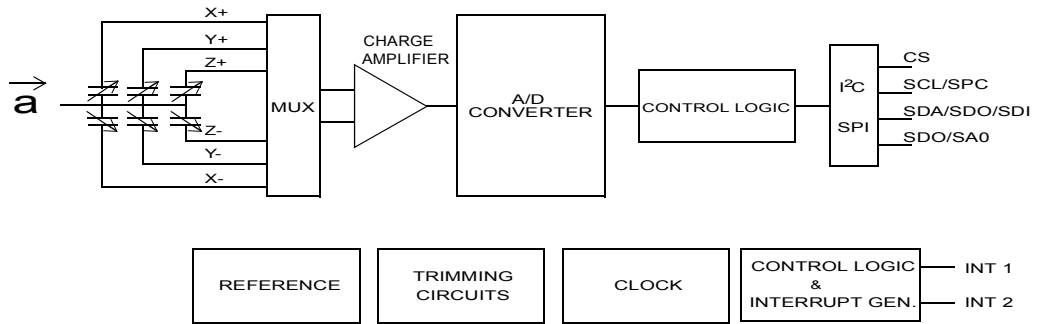 X+
Y+
Z+
a
Z-
Y-
X-
MUX
CHARGE
AMPLIFIER
A/D
CONVERTER
CONTROL LOGIC
I²C
SPI
CS
SCL/SPC
SDA/SDO/SDI
SDO/SA0
REFERENCE
TRIMMING
CIRCUITS
CLOCK
CONTROL LOGIC
&
INTERRUPT GEN.
INT 1
INT 2